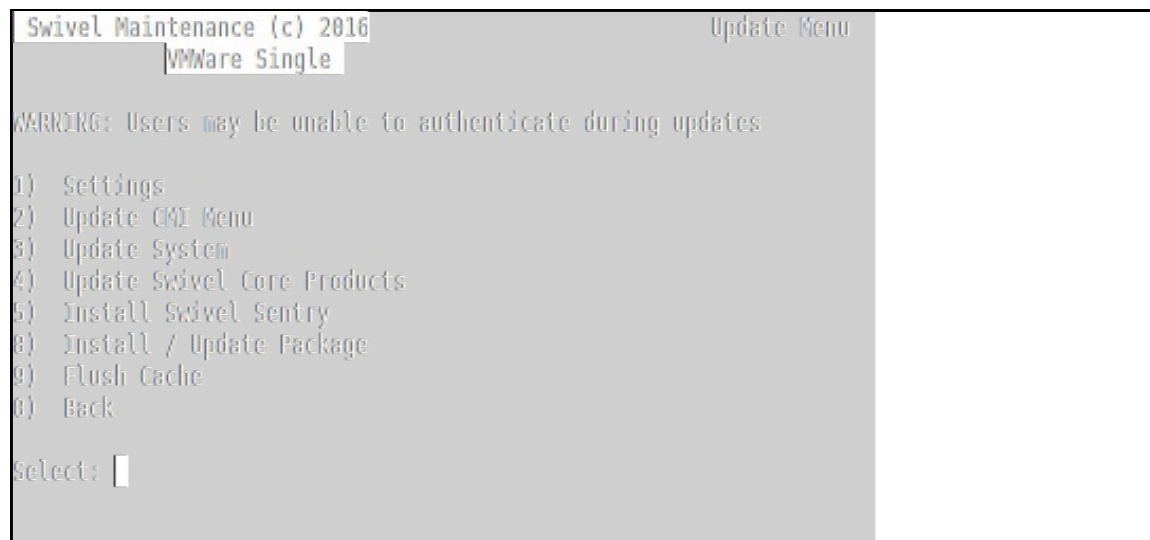 Swivel Maintenance (c) 2016 Update Menu
VMWare Single
WARNING: Users may be unable to authenticate during updates
1) Settings
2) Update CMI Menu
3) Update System
4) Update Swivel Core Products
5) Install Swivel Sentry
8) Install / Update Package
9) Flush Cache
0) Back
Select: